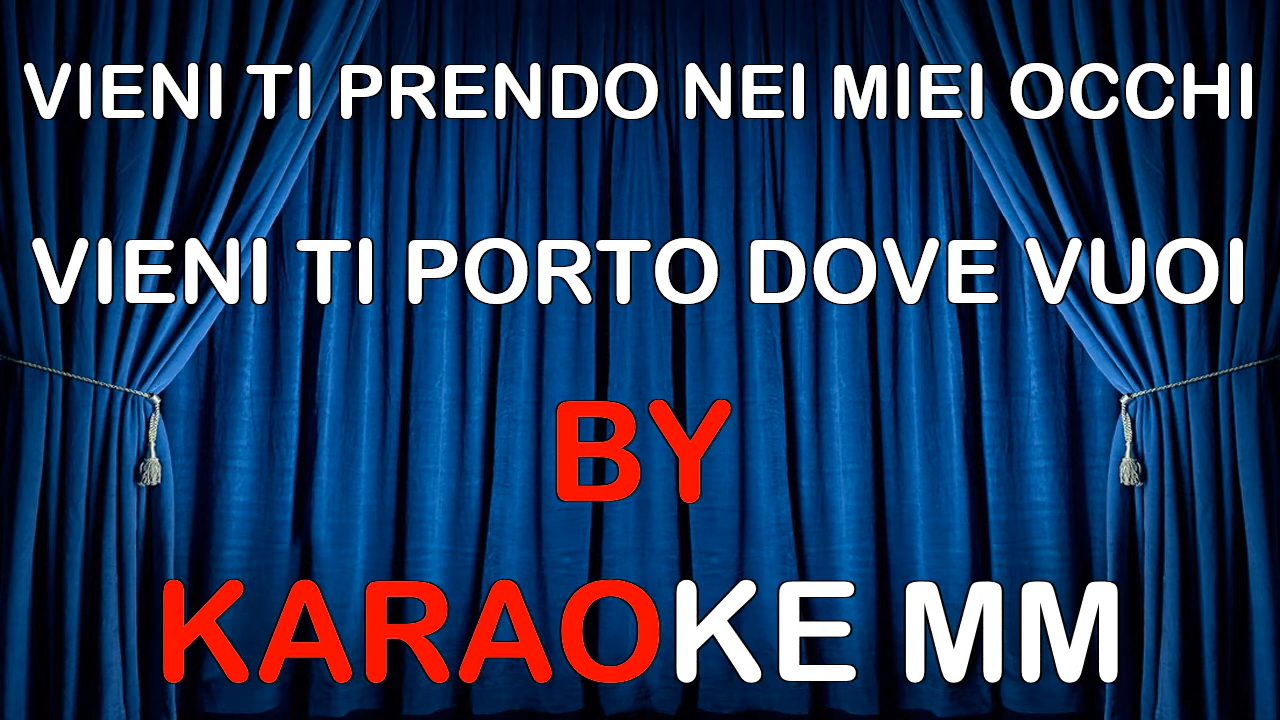 VIENI TI PRENDO NEI MIEI OCCHI
VIENI TI PORTO DOVE VUOI
BY
KARAOKE MM